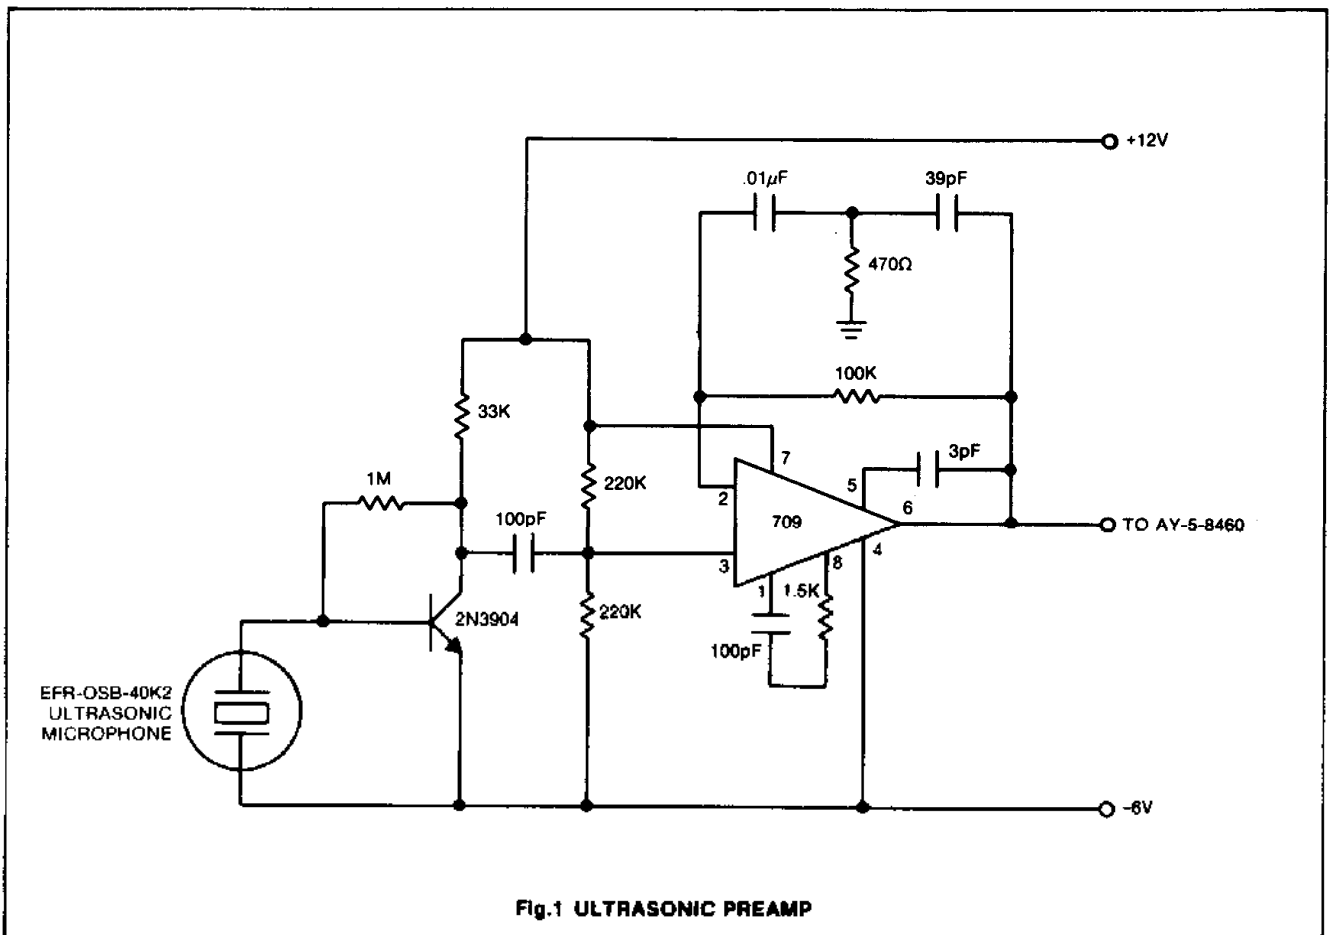 +12V
.01µF
39pF
470Ω
100K
33K
1M
220K
7
3pF
5
6
2
709
TO AY-5-8460
100pF
3
4
8
1
1.5K
220K
2N3904
100pF
EFR-OSB-40K2
ULTRASONIC
MICROPHONE
-6V
Fig.1 ULTRASONIC PREAMP